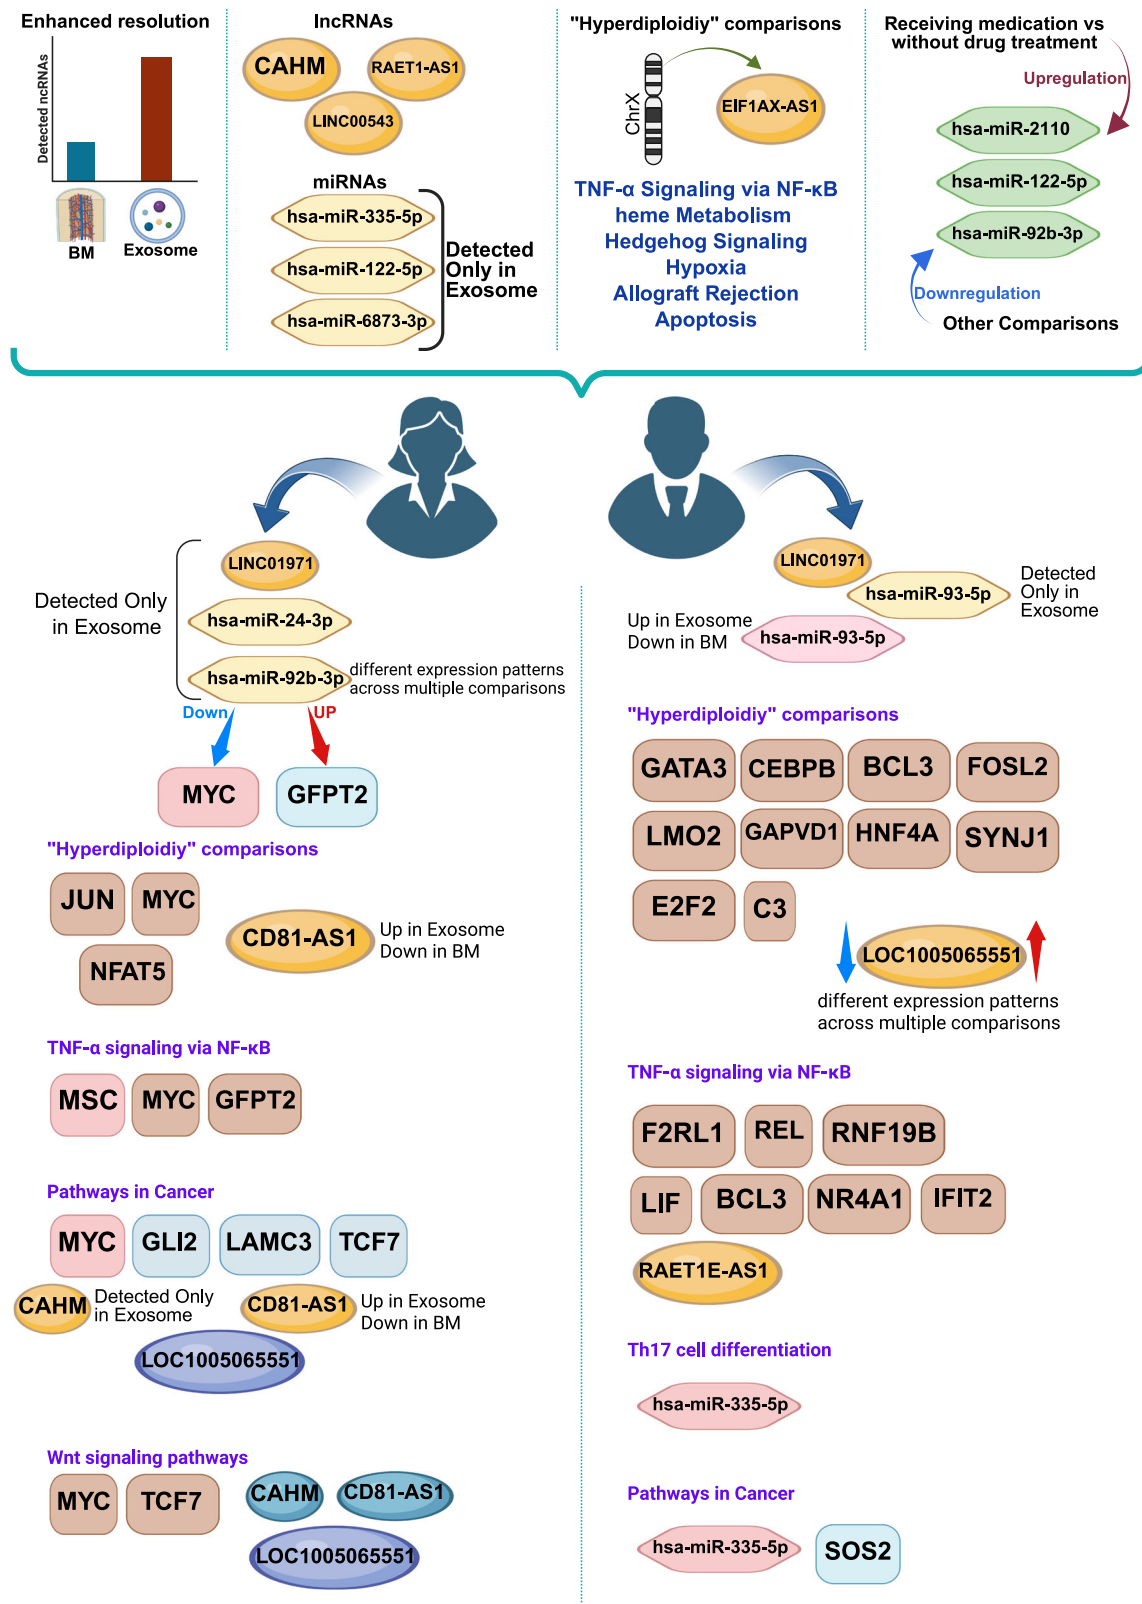 Enhanced resolution
Detected ncRNAs
BM
Exosome
lncRNAs
CAHM
RAET1-AS1
LINC00543
miRNAs
hsa-miR-335-5p
hsa-miR-122-5p
hsa-miR-6873-3p
Detected
Only in
Exosome
"Hyperdiploidiy" comparisons
ChrX
EIF1AX-AS1
TNF-α Signaling via NF-κB
heme Metabolism
Hedgehog Signaling
Hypoxia
Allograft Rejection
Apoptosis
Receiving medication vs
without drug treatment
Upregulation
hsa-miR-2110
hsa-miR-122-5p
hsa-miR-92b-3p
Downregulation
Other Comparisons
LINC01971
Detected Only
in Exosome
hsa-miR-24-3p
hsa-miR-92b-3p
different expression patterns
across multiple comparisons
Down
UP
MYC
GFPT2
"Hyperdiploidiy" comparisons
JUN
MYC
NFAT5
CD81-AS1
Up in Exosome
Down in BM
TNF-α signaling via NF-κB
MSC
MYC
GFPT2
Pathways in Cancer
MYC
GLI2
LAMC3
TCF7
CAHM
Detected Only
in Exosome
CD81-AS1
Up in Exosome
Down in BM
LOC1005065551
Wnt signaling pathways
MYC
TCF7
CAHM
CD81-AS1
LOC1005065551
LINC01971
hsa-miR-93-5p
Detected
Only in
Exosome
Up in Exosome
Down in BM
hsa-miR-93-5p
"Hyperdiploidiy" comparisons
GATA3
CEBPB
BCL3
FOSL2
LMO2
GAPVD1
HNF4A
SYNJ1
E2F2
C3
LOC1005065551
different expression patterns
across multiple comparisons
TNF-α signaling via NF-κB
F2RL1
REL
RNF19B
LIF
BCL3
NR4A1
IFIT2
RAET1E-AS1
Th17 cell differentiation
hsa-miR-335-5p
Pathways in Cancer
hsa-miR-335-5p
SOS2